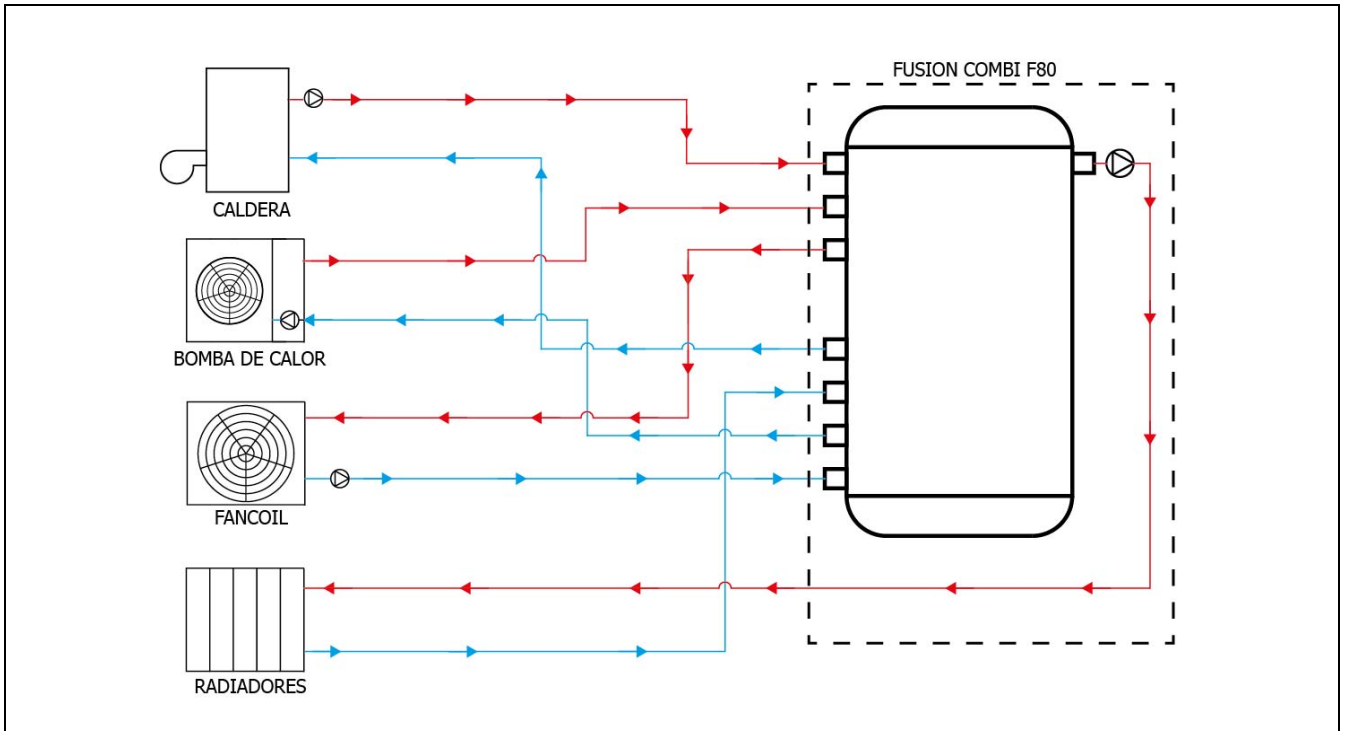 FUSION COMBI F80
CALDERA
BOMBA DE CALOR
FANCOIL
RADIADORES